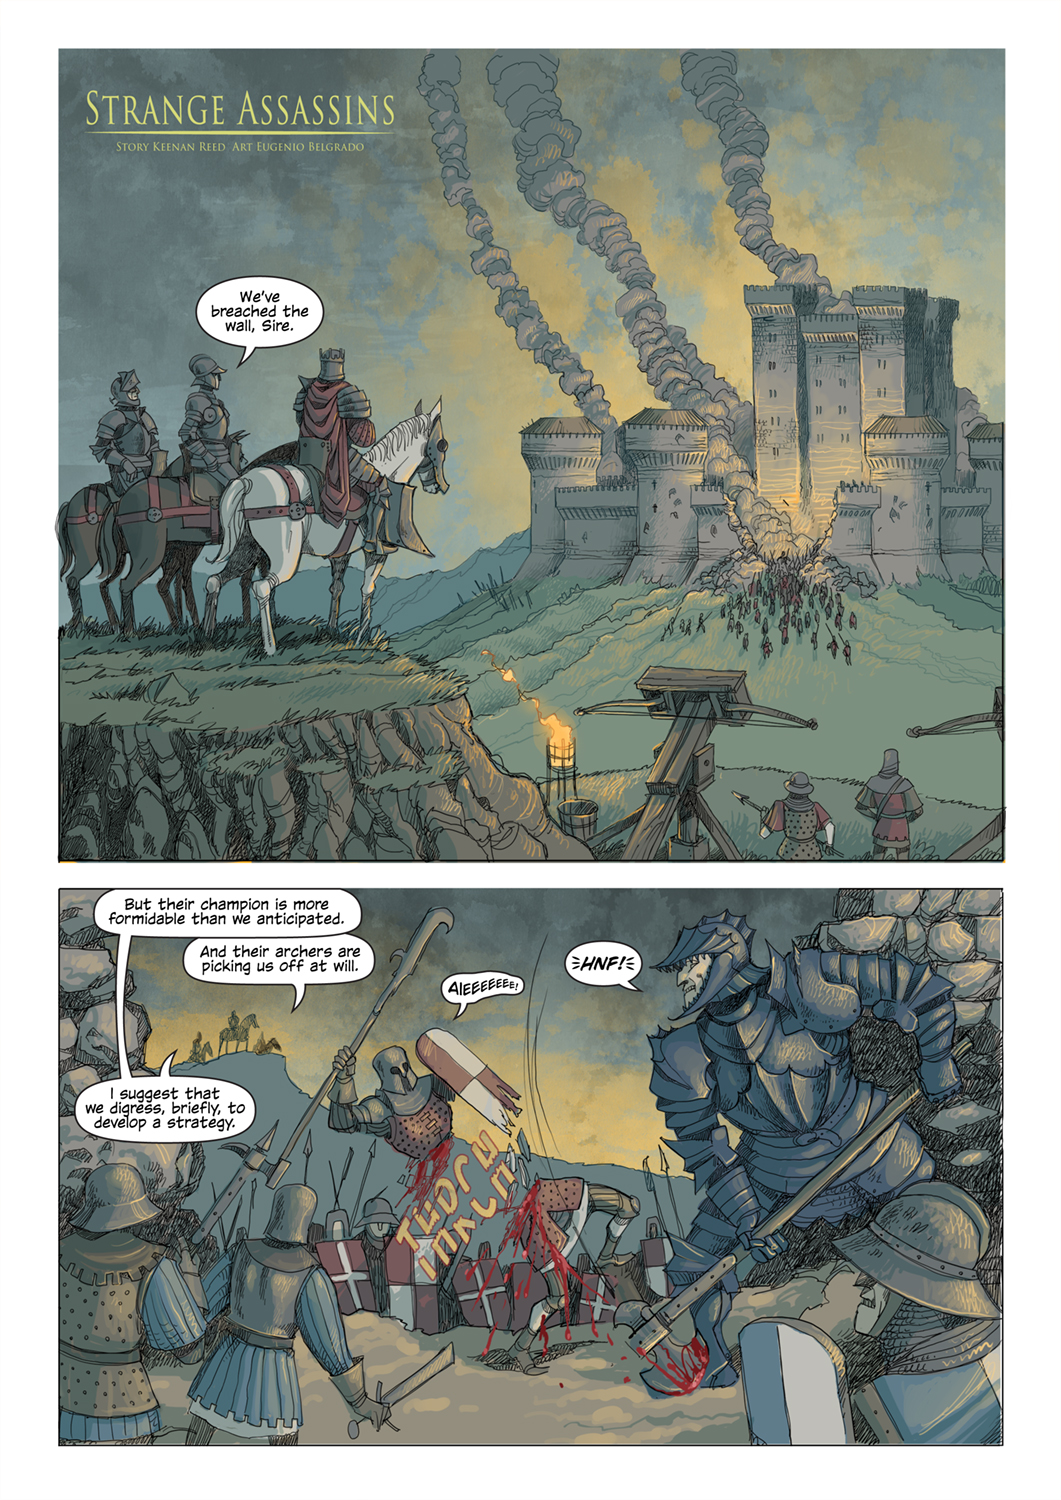 STRANGE ASSASSINS
STORY KEENAN REED ART EUGENIO BELGRADO
We've
breached the
wall, Sire.
But their champion is more
formidable than we anticipated.
And their archers are
picking us off at will.
AIEEEEEEE!
HNF!
I suggest that
we digress, briefly, to
develop a strategy.